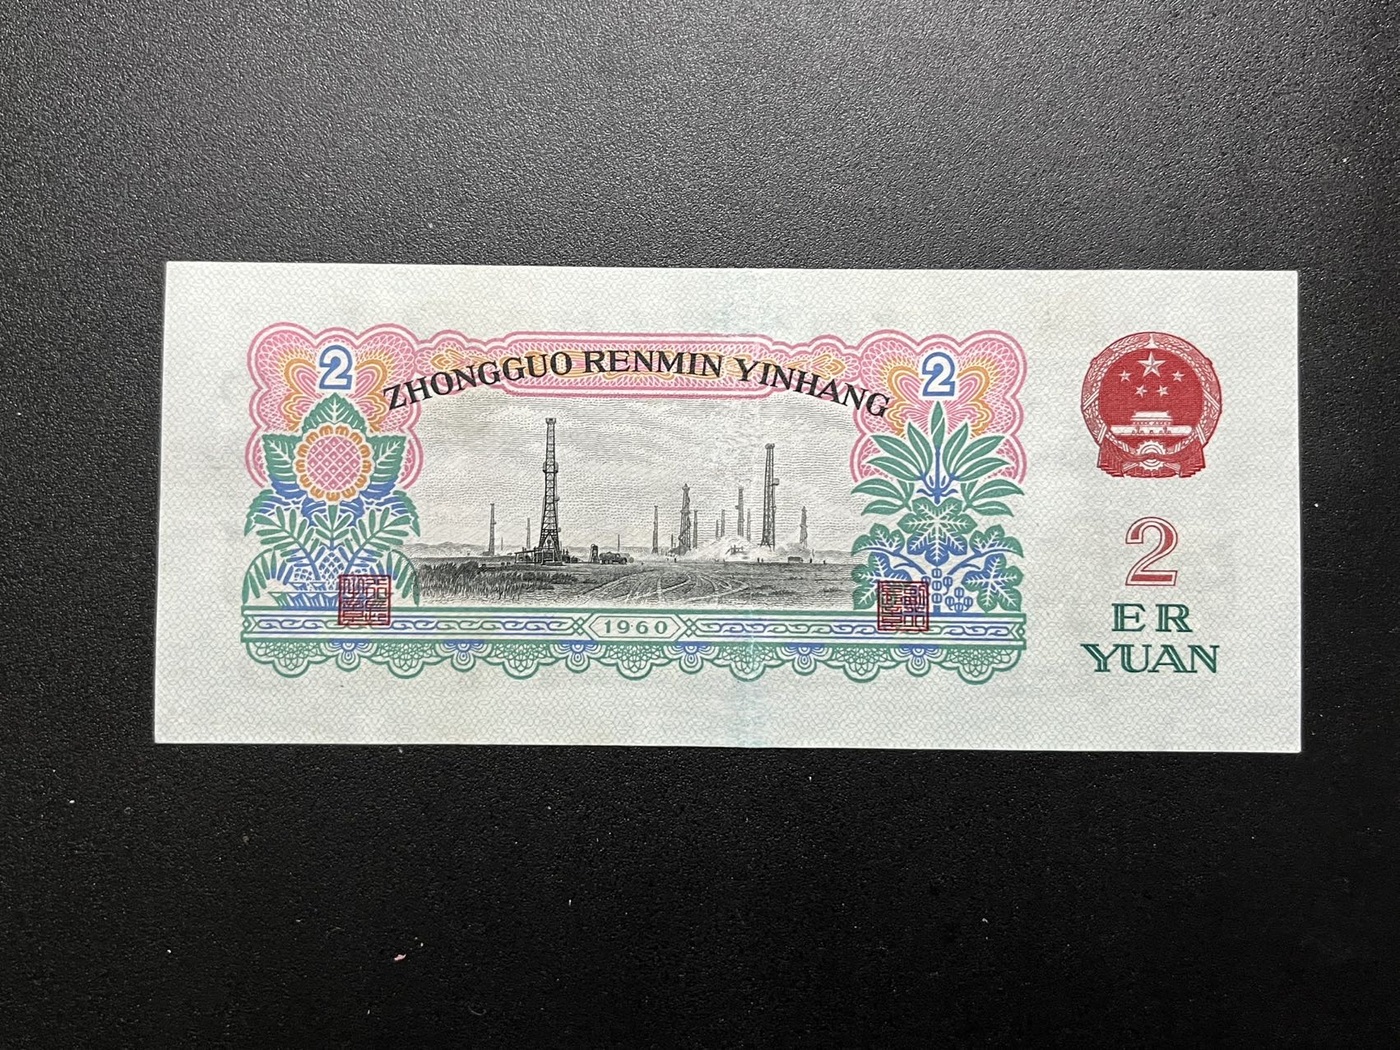 2
ZHONGGUO RENMIN YINHANG
2
1960
2
ER
YUAN